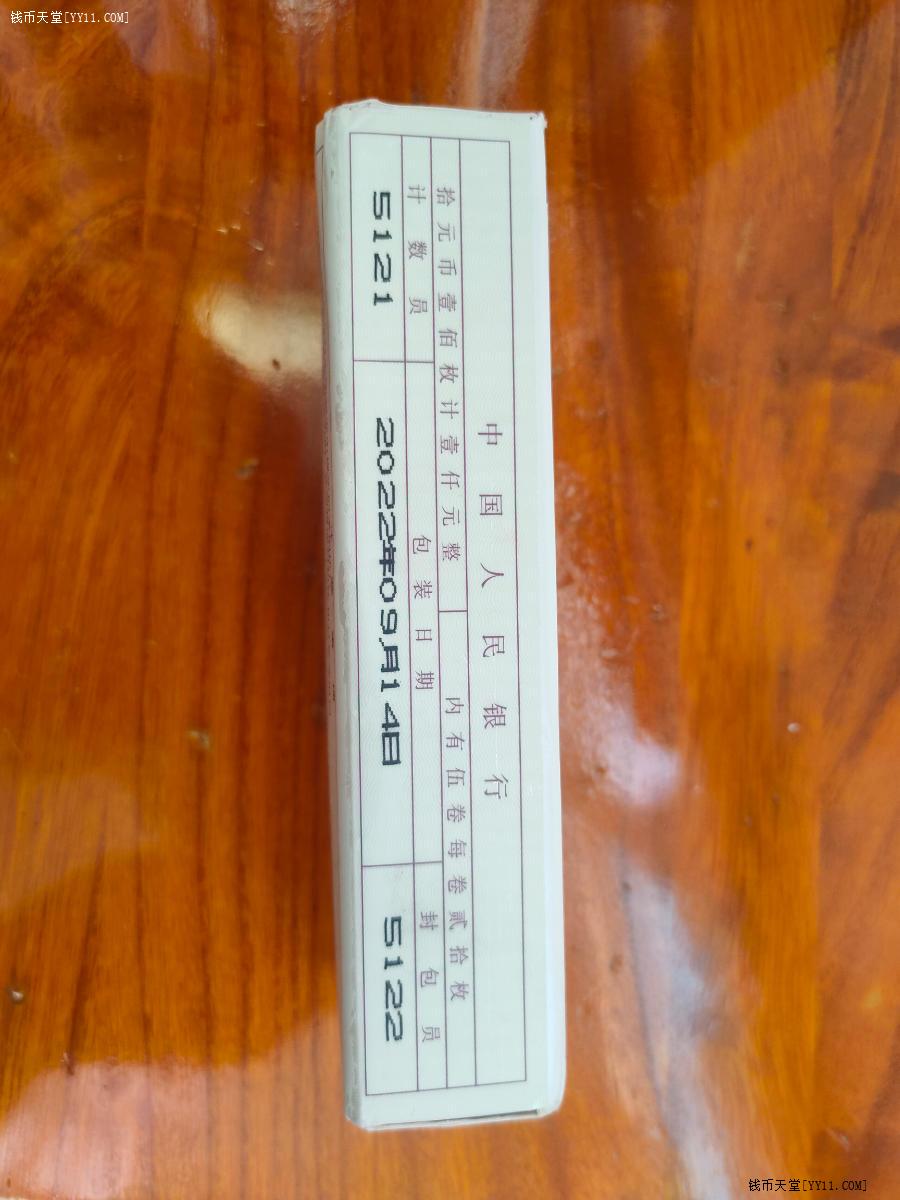 钱币天堂[YY11.COM]
中国人民银行
拾元币壹佰枚计壹仟元整 内有伍卷每卷贰拾枚
计数员 包装日期 封包员
5121 2022年09月14日 5122
钱币天堂[YY11.COM]